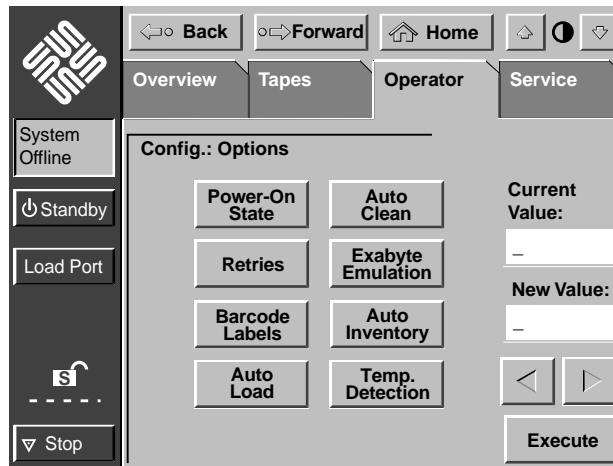 Back
Forward
Home
Overview
Tapes
Operator
Service
System
Offline
Standby
Load Port
S
Stop
Config.: Options
Power-On
State
Auto
Clean
Retries
Exabyte
Emulation
Barcode
Labels
Auto
Inventory
Auto
Load
Temp.
Detection
Current
Value:
_
New Value:
_
Execute